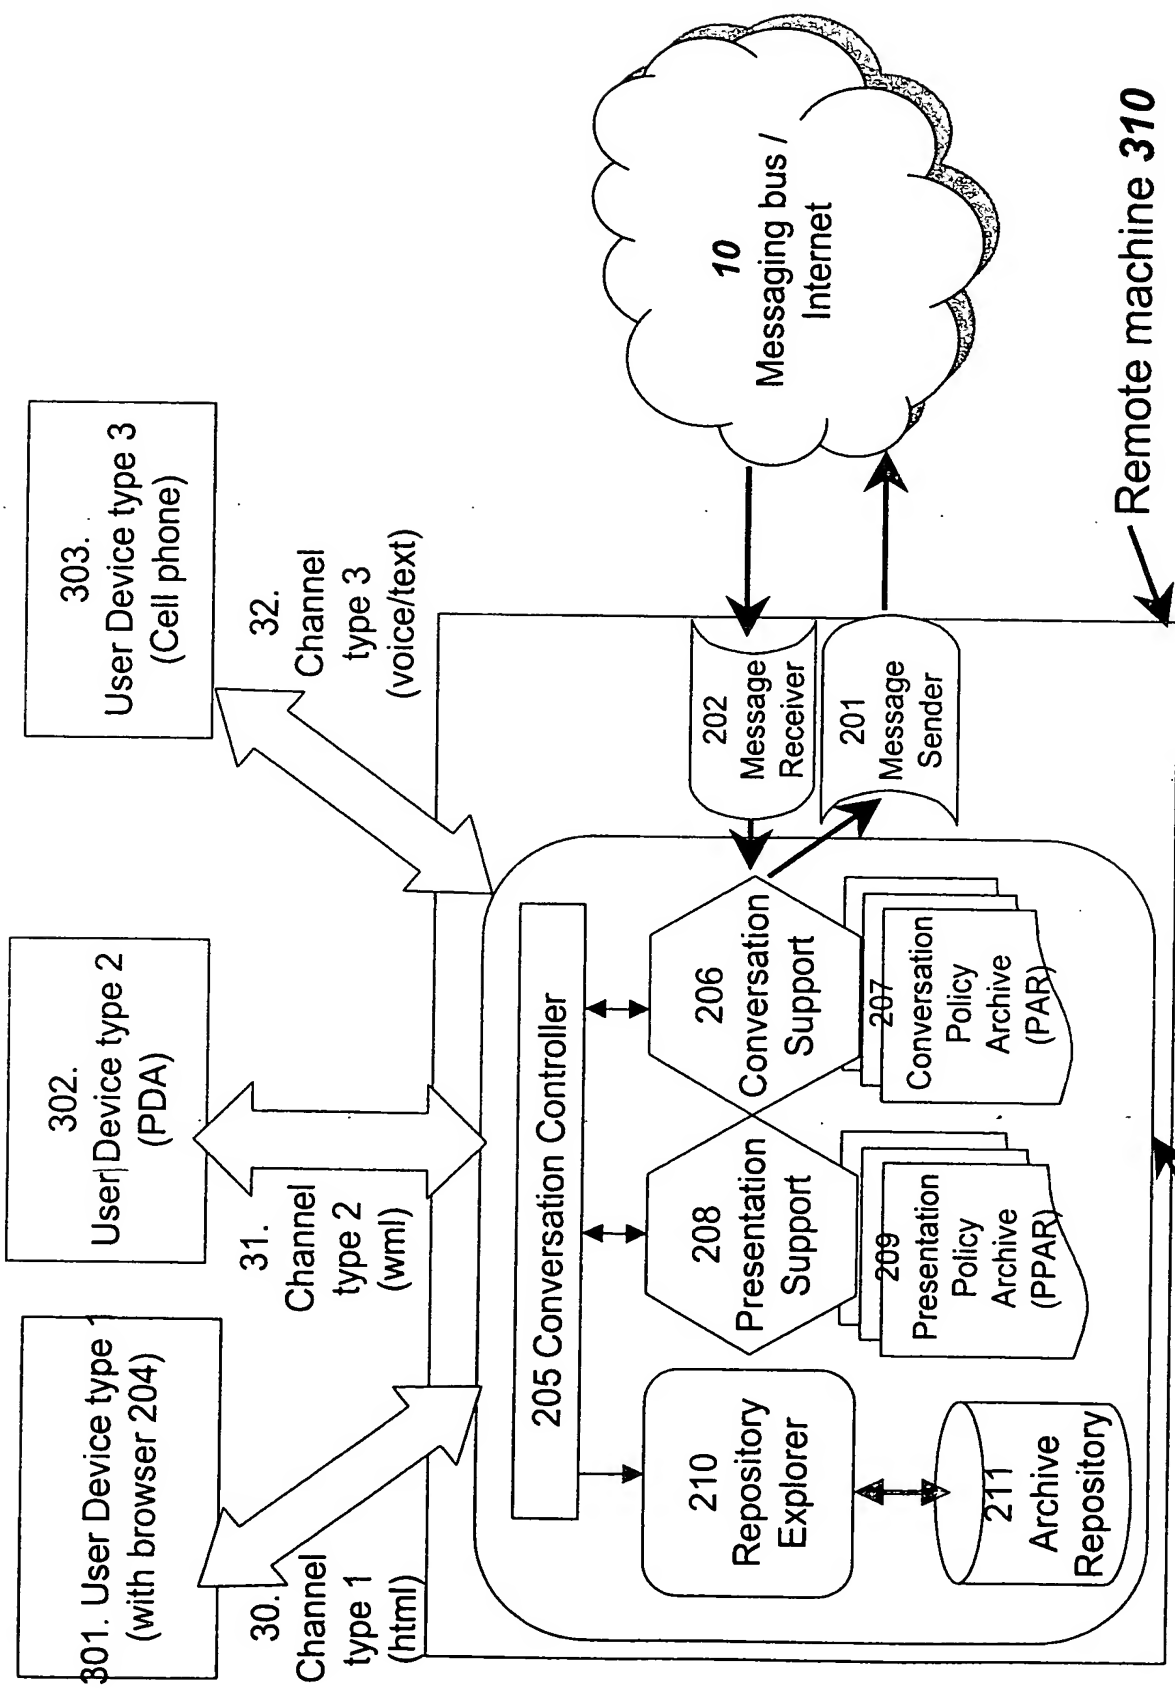 301. User Device type 1
(with browser 204)
302.
User Device type 2
(PDA)
303.
User Device type 3
(Cell phone)
30.
Channel
type 1
(html)
31.
Channel
type 2
(wml)
32.
Channel
type 3
(voice/text)
205 Conversation Controller
210
Repository
Explorer
208
Presentation
Support
206
Conversation
Support
202
Message
Receiver
201
Message
Sender
10
Messaging bus /
Internet
211
Archive
Repository
209
Presentation
Policy
Archive
(PPAR)
207
Conversation
Policy
Archive
(PAR)
Remote machine 310